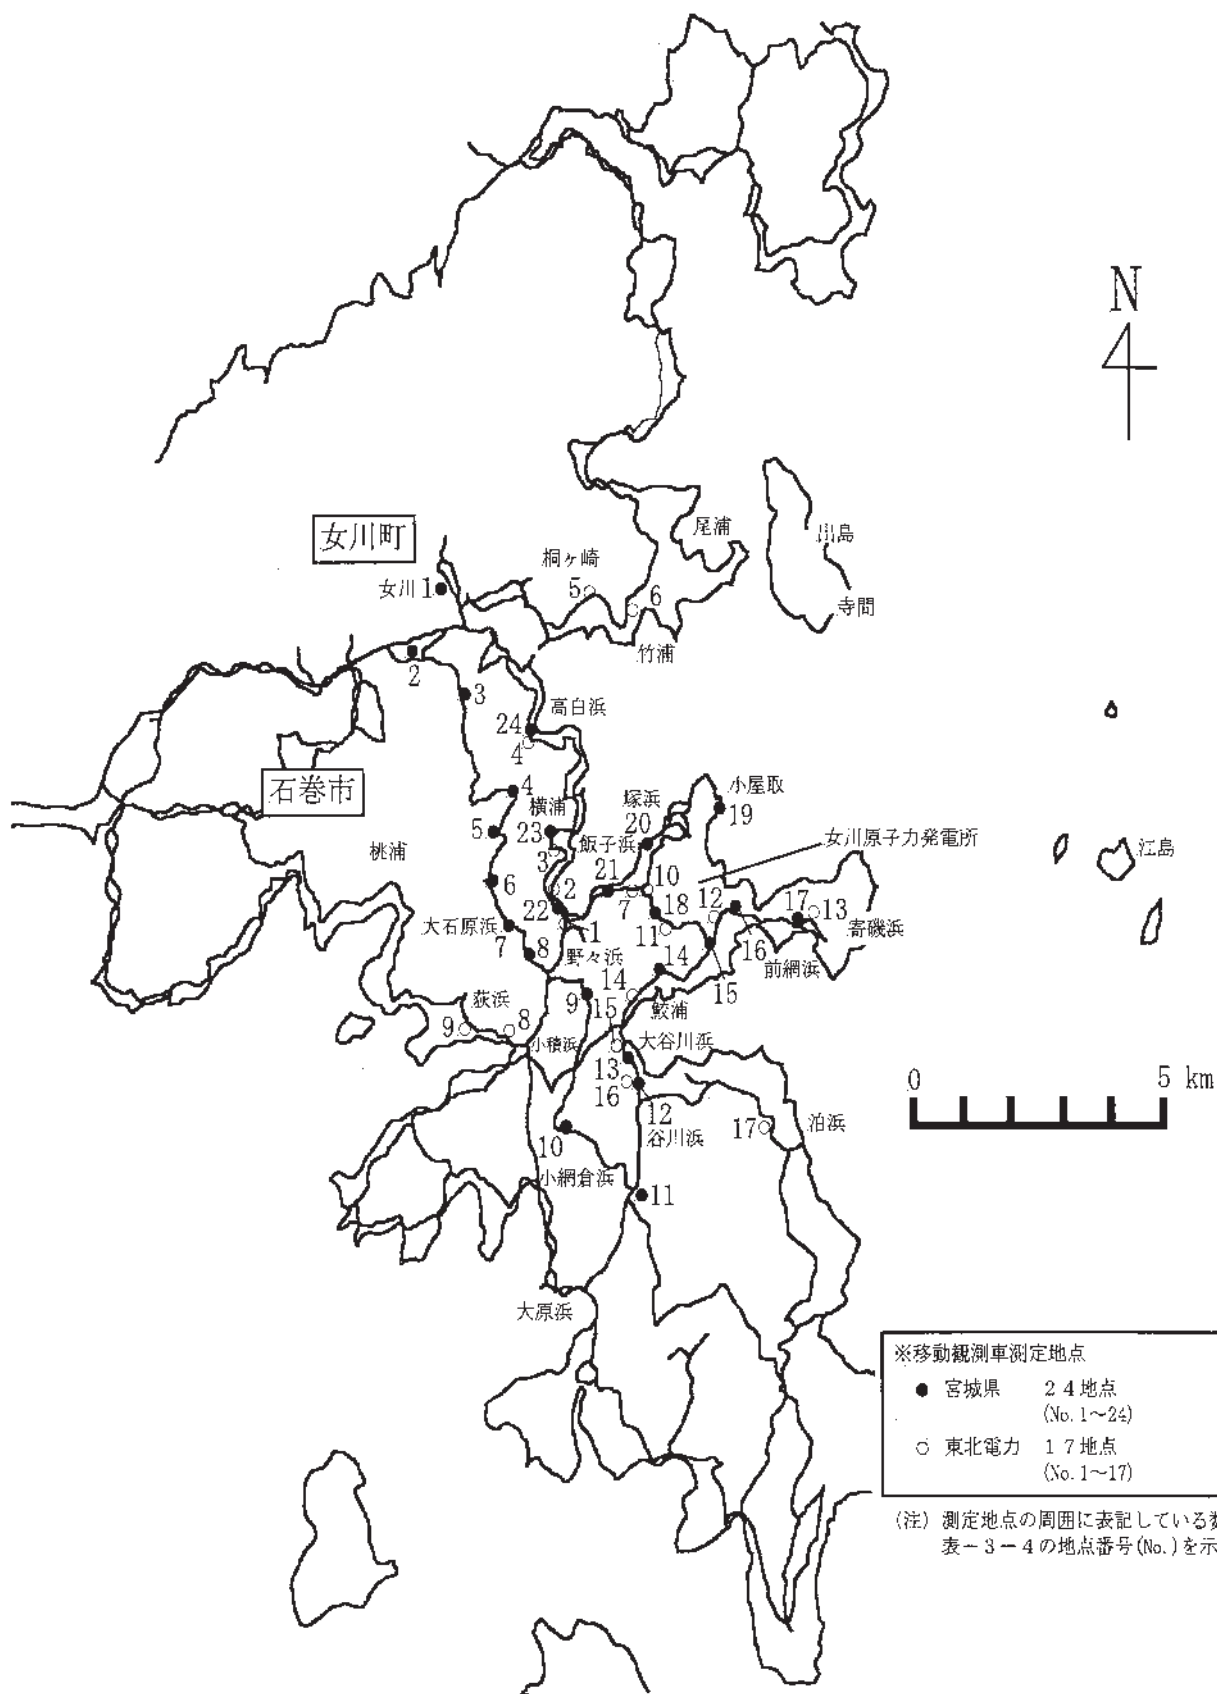 N
女川町
尾浦
出島
桐ヶ崎
女川 1
5
6
寺間
竹浦
2
3
高白浜
24
4
石巻市
4
横浦
塚浜
小屋取
19
5
23
20
飯子浜
女川原子力発電所
3
江島
桃浦
6
21
10
2
7
12
17
13
22
18
大石原浜
1
11
16
寄磯浜
7
8
野々浜
14
前網浜
15
9
14
鮫浦
荻浜
15
9
8
小積浜
大谷川浜
13
16
0
5 km
12
谷川浜
17
泊浜
10
小網倉浜
11
大原浜
※移動観測車測定地点
● 宮城県 24地点
(No.1～24)
○ 東北電力 17地点
(No.1～17)
(注) 測定地点の周囲に表記している
表－3－4の地点番号(No.)を示